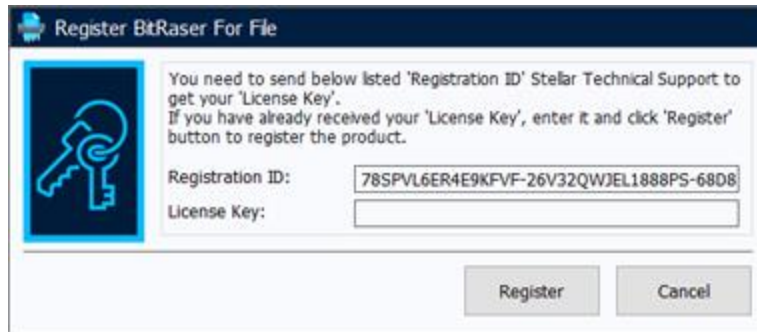 Register BitRaser For File
You need to send below listed 'Registration ID' Stellar Technical Support to
get your 'License Key'.
If you have already received your 'License Key', enter it and click 'Register'
button to register the product.
Registration ID: 78SPVL6ER4E9KFVF-26V32QWJEL1888PS-68D8
License Key:
Register Cancel